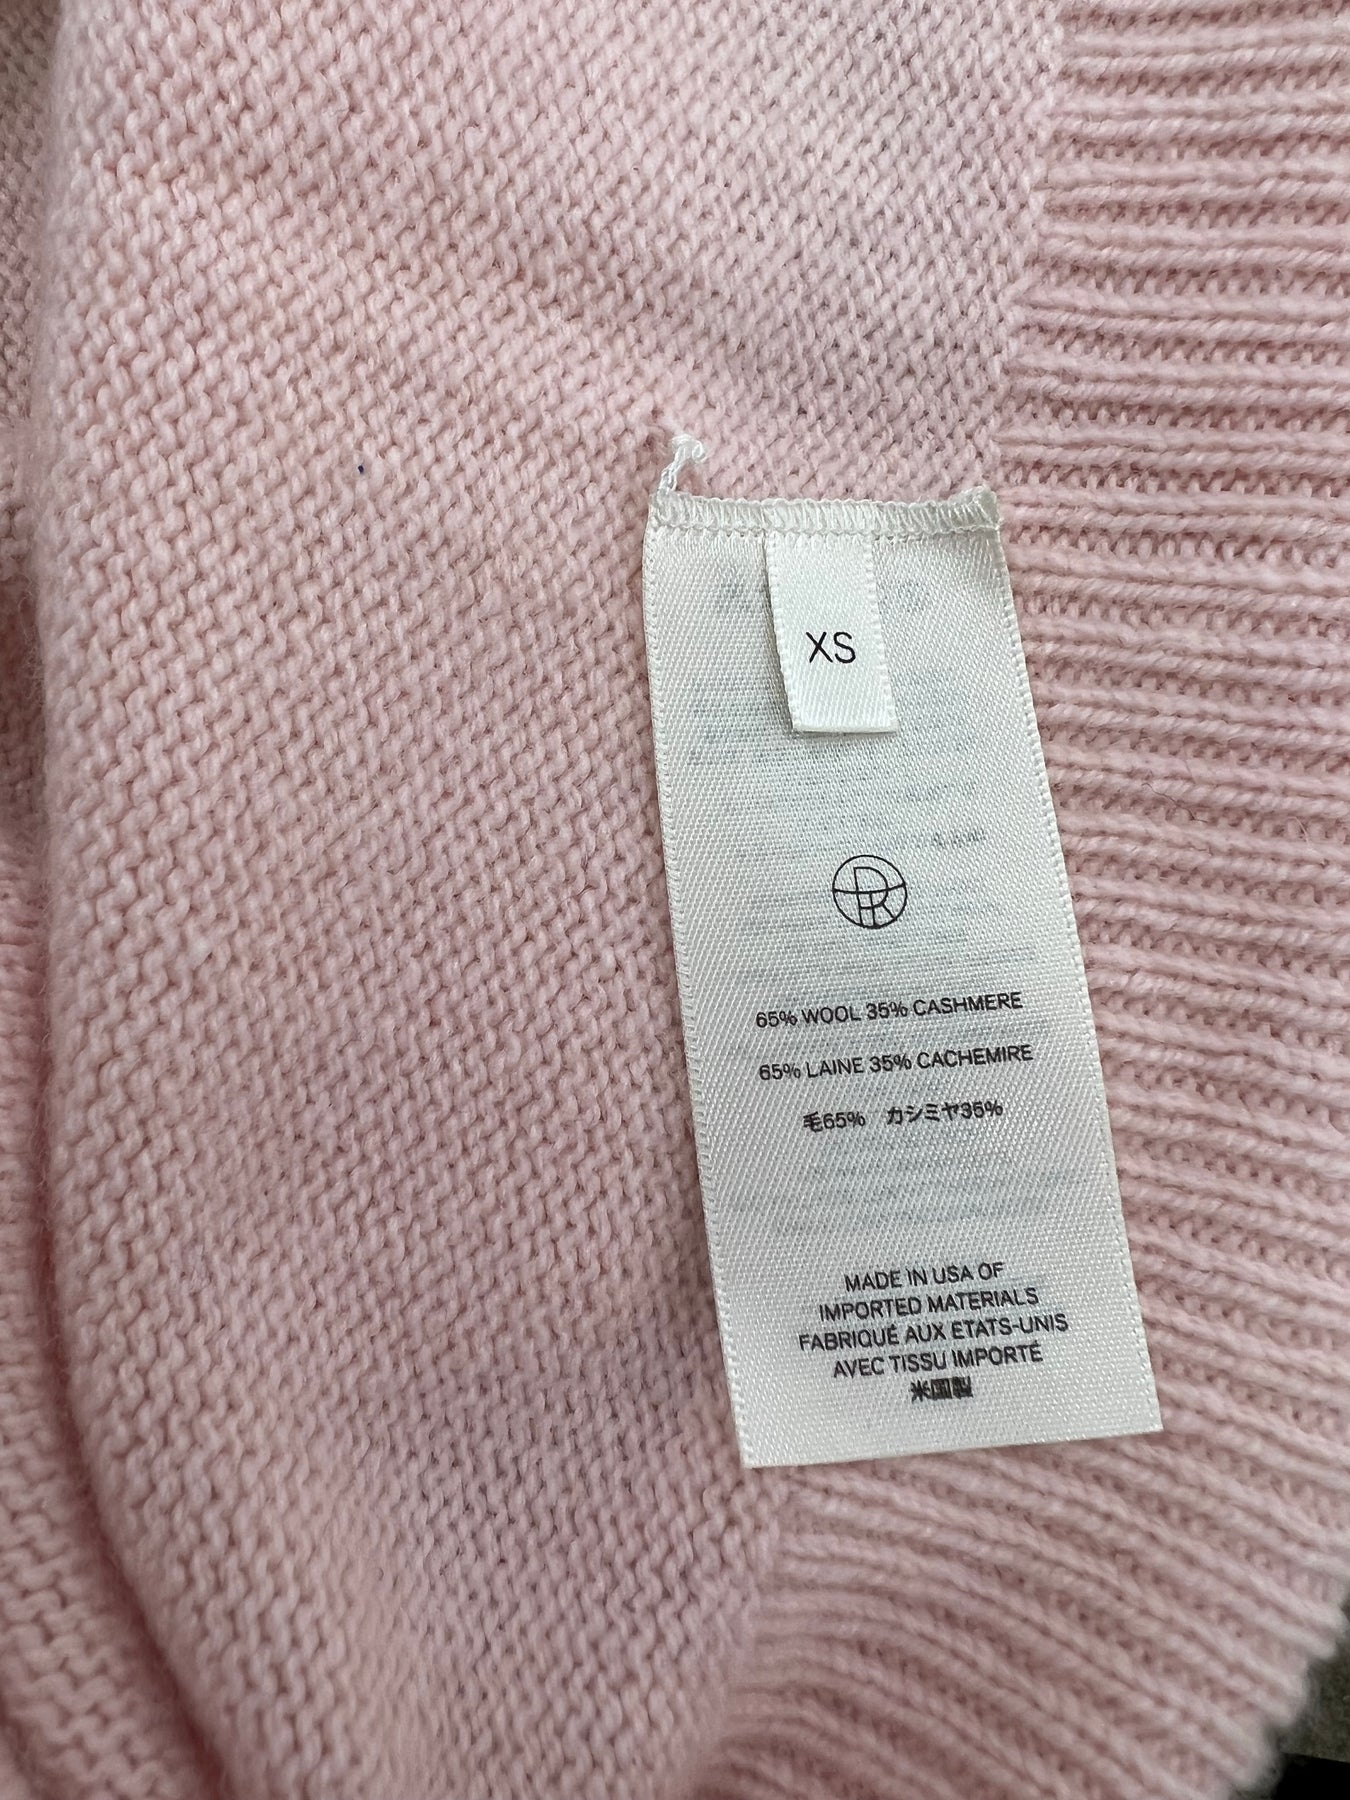 XS
65% WOOL 35% CASHMERE
65% LAINE 35% CACHEMIRE
毛65% カシミヤ35%
MADE IN USA OF
IMPORTED MATERIALS
FABRIQUÉ AUX ETATS-UNIS
AVEC TISSU IMPORTÉ
米国製